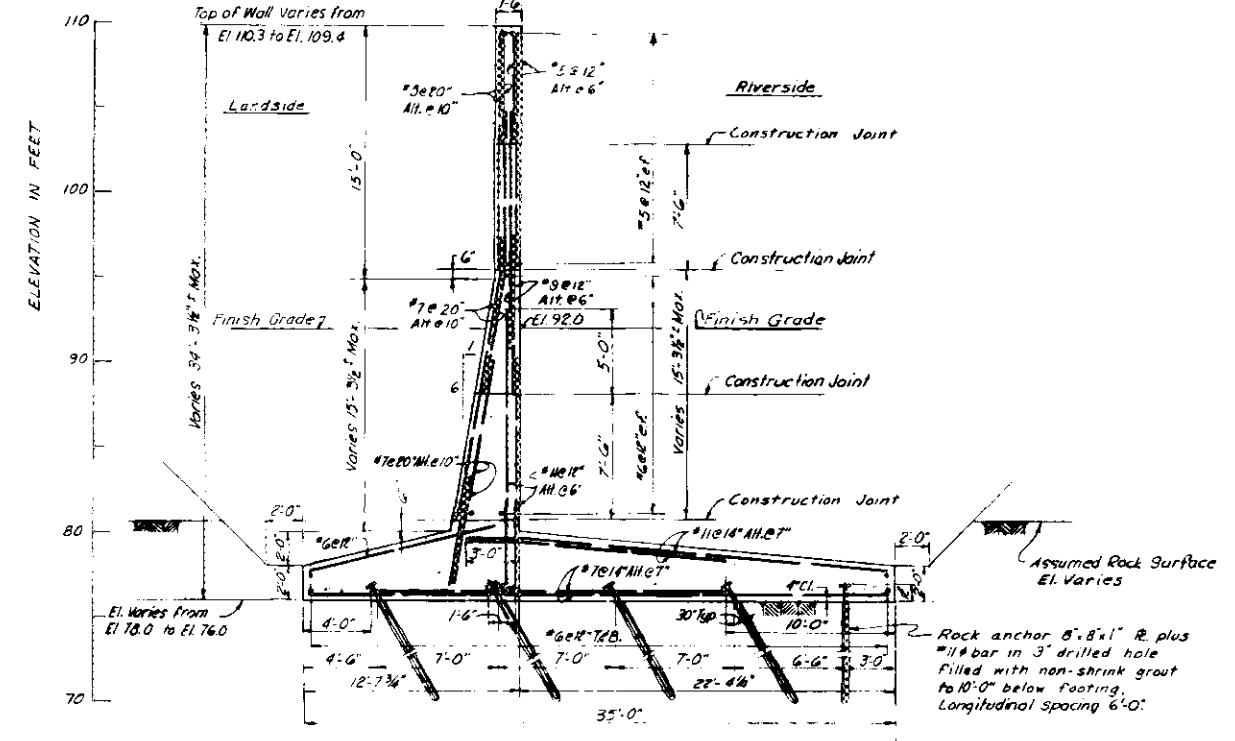 110
Top of Wall Varies from
El. 110.3 to El. 109.4
1'-6"
#5@20"
Alt. @ 10"
#5@12"
Alt. @ 6"
Landside
Riverside
ELEVATION IN FEET
Construction Joint
100
15'-0"
#5@12"ef.
7'-6"
6"
Construction Joint
#9@12"
Alt. @ 6"
#7@20"
Alt @ 10"
Varies 34'-3½"± Max.
Finish Grade
El. 92.0
Finish Grade
5'-0"
Varies 15'-3½"± Max.
Varies 15'-3½"± Max.
90
1
6
Construction Joint
#7@20"Alt.@10"
#11@12"
Alt. @ 6"
7'-6"
#6@12"ef.
80
2'-0"
Construction Joint
2'-0"
#6@12"
6
#11@14"Alt.@7"
3'-0"
#7@14"Alt.@7"
2'-0"
2'-0"
4"Cl.
2'-0"
Assumed Rock Surface
El. Varies
El. Varies from
El. 78.0 to El. 76.0
4'-0"
1'-6"
#6@12" T&B.
30°Typ.
10'-0"
4'-6"
7'-0"
7'-0"
7'-0"
6'-6"
3'-0
12'-7¾"
22'-4¼"
35'-0"
70
Rock anchor 8"x8"x1" ℞ plus
#11ϕ bar in 3" drilled hole
filled with non-shrink grout
to 10'-0" below footing.
Longitudinal spacing 6'-0".